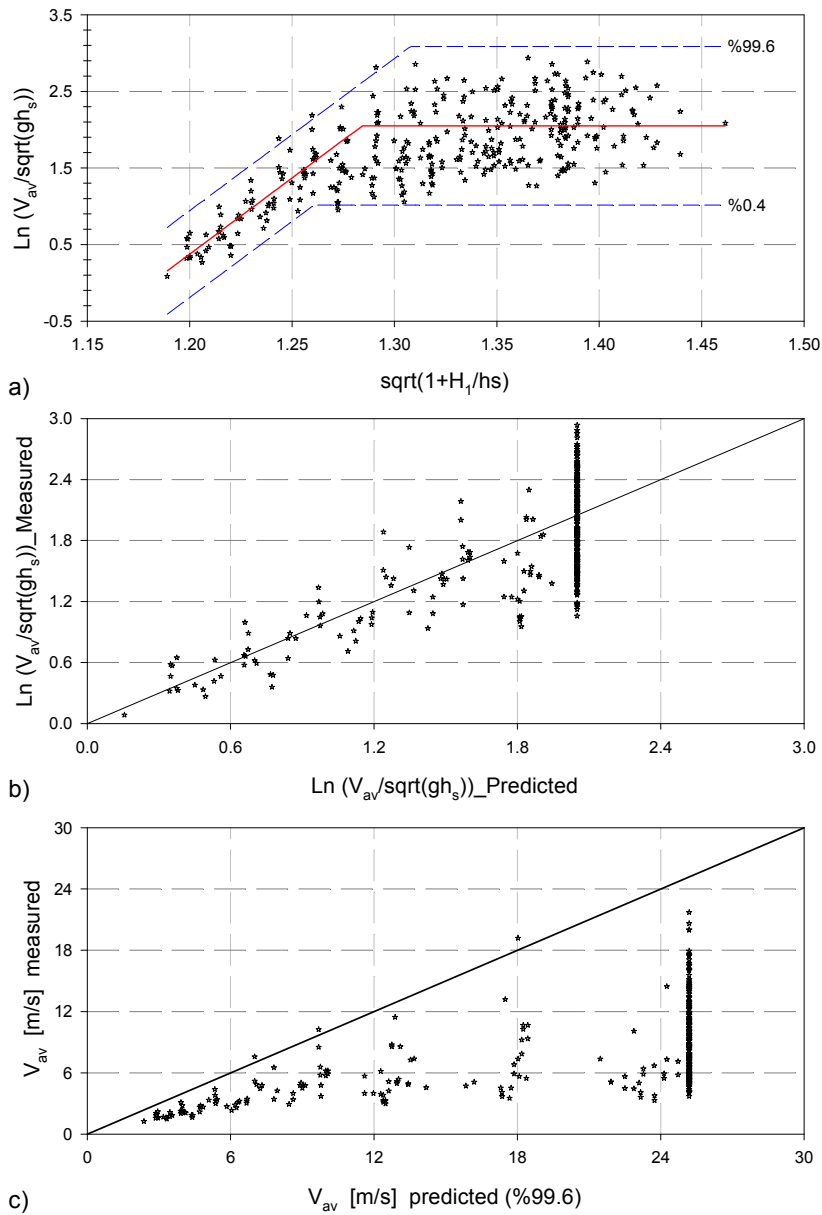 3.5
2.5
1.5
0.5
-0.5
Ln (Vav/sqrt(ghs))
%99.6
%0.4
1.15 1.20 1.25 1.30 1.35 1.40 1.45 1.50
sqrt(1+H1/hs)
a)
3.0
2.4
1.8
1.2
0.6
0.0
Ln (Vav/sqrt(ghs))_Measured
0.0 0.6 1.2 1.8 2.4 3.0
Ln (Vav/sqrt(ghs))_Predicted
b)
30
24
18
12
6
0
Vav [m/s] measured
0 6 12 18 24 30
Vav [m/s] predicted (%99.6)
c)